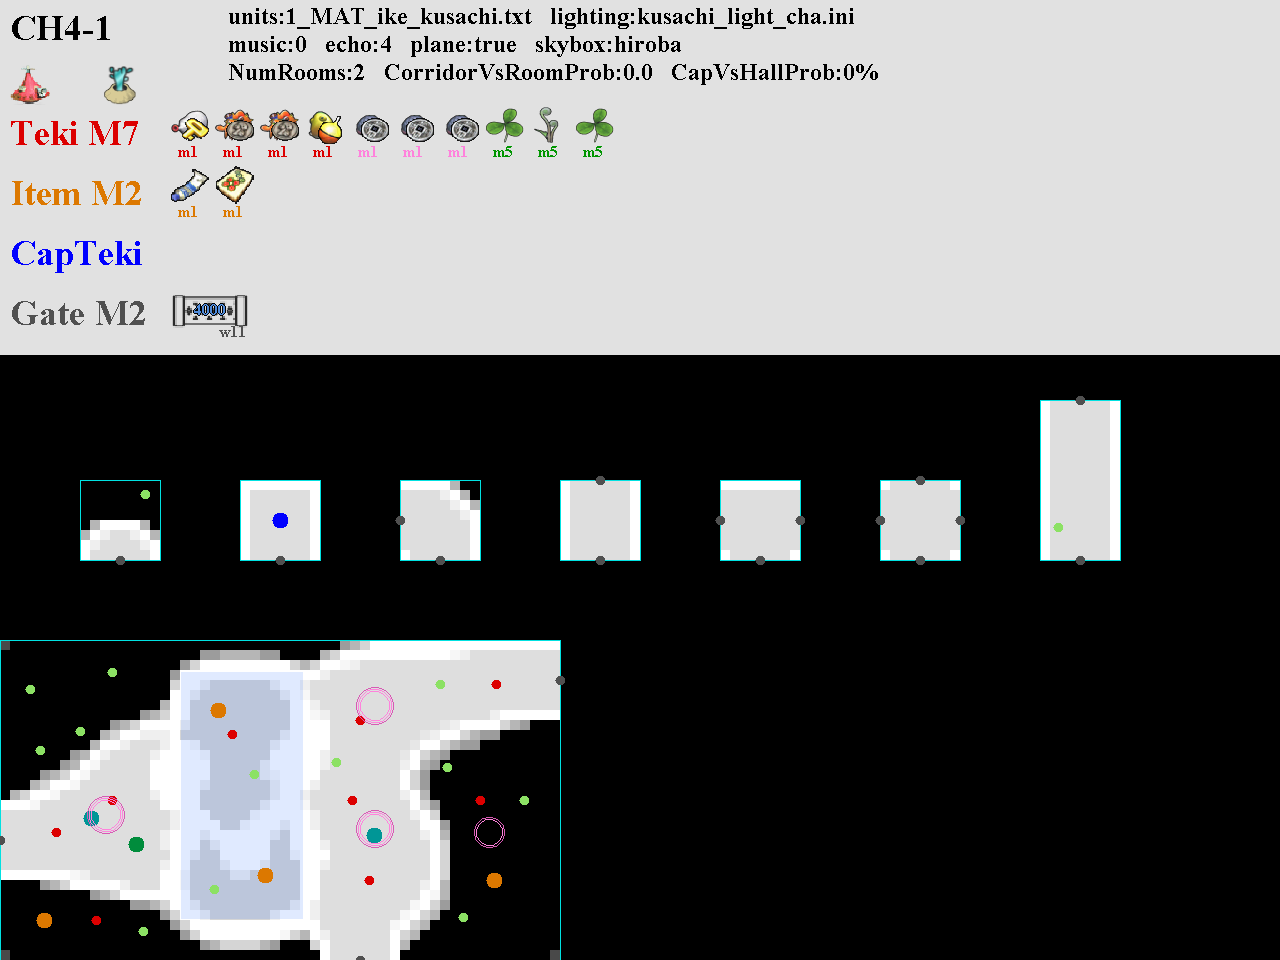 CH4-1
units:1_MAT_ike_kusachi.txt lighting:kusachi_light_cha.ini
music:0 echo:4 plane:true skybox:hiroba
NumRooms:2 CorridorVsRoomProb:0.0 CapVsHallProb:0%
Teki M7
m1 m1 m1 m1 m1 m1 m1 m5 m5 m5
Item M2
m1 m1
CapTeki
Gate M2
4000
w11